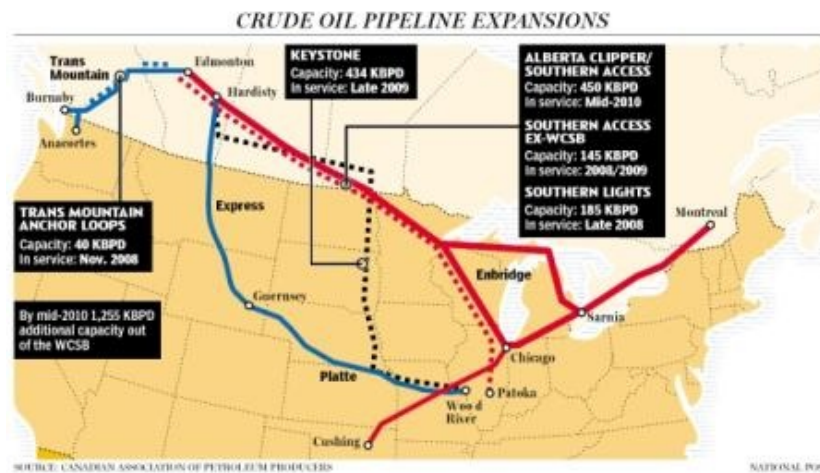 CRUDE OIL PIPELINE EXPANSIONS
Trans
Mountain
Edmonton
Hardisty
Burnaby
Anacortes
KEYSTONE
Capacity: 434 KBPD
In service: Late 2009
ALBERTA CLIPPER/
SOUTHERN ACCESS
Capacity: 450 KBPD
In service: Mid-2010
SOUTHERN ACCESS
EX-WCSB
Capacity: 145 KBPD
In service: 2008/2009
SOUTHERN LIGHTS
Capacity: 185 KBPD
In service: Late 2008
Montreal
Express
TRANS MOUNTAIN
ANCHOR LOOPS
Capacity: 40 KBPD
In service: Nov. 2008
Enbridge
Guernsey
Sarnia
By mid-2010 1,255 KBPD
additional capacity out
of the WCSB
Chicago
Platte
Wood
River
Patoka
Cushing
SOURCE: CANADIAN ASSOCIATION OF PETROLEUM PRODUCERS
NATIONAL POS